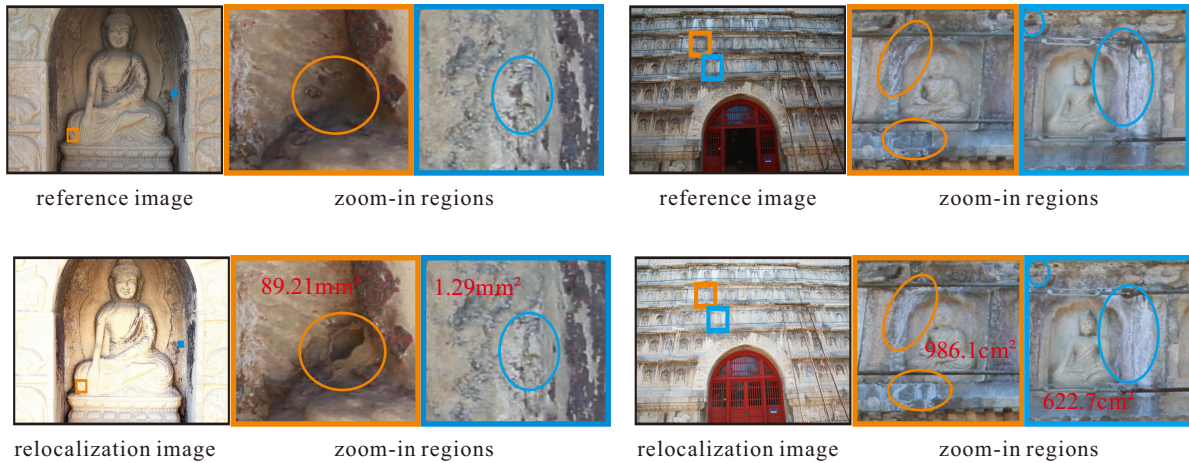 reference image
zoom-in regions
reference image
zoom-in regions
89.21mm²
1.29mm²
986.1cm²
622.7cm²
relocalization image
zoom-in regions
relocalization image
zoom-in regions